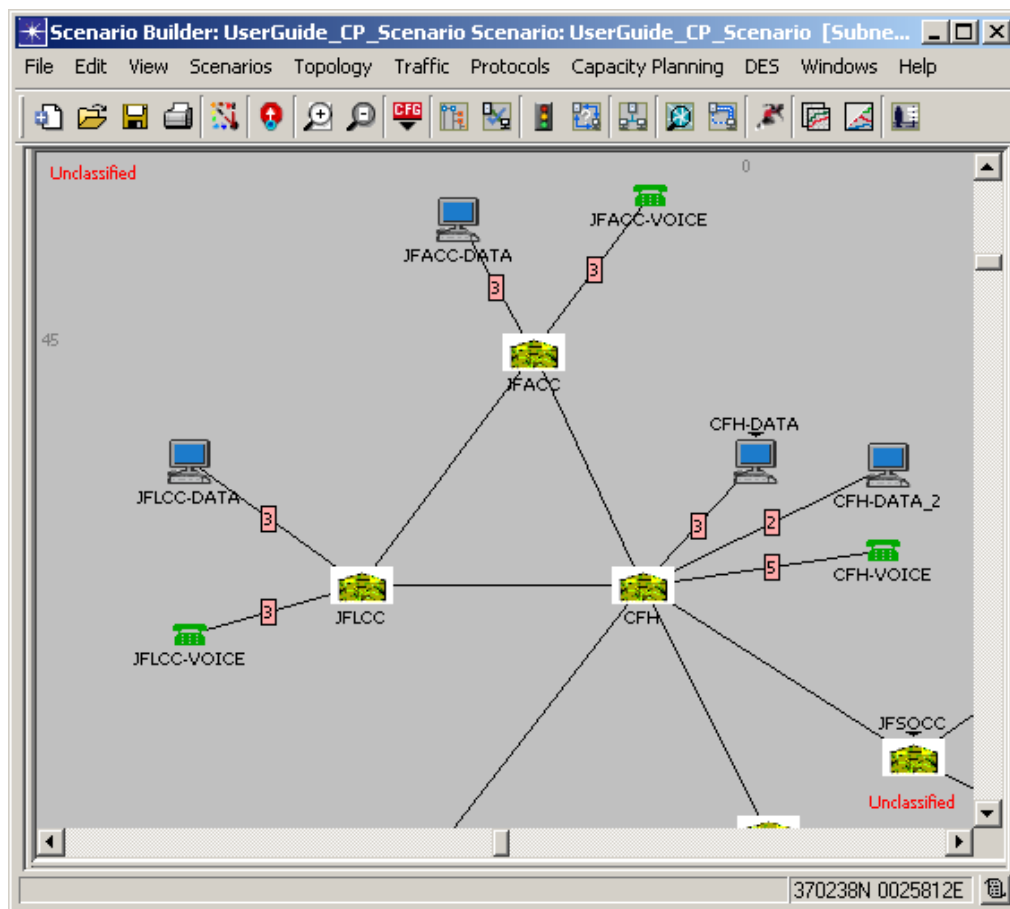 Scenario Builder: UserGuide_CP_Scenario Scenario: UserGuide_CP_Scenario [Subne...
File Edit View Scenarios Topology Traffic Protocols Capacity Planning DES Windows Help
CFG
Unclassified
0
JFACC-VOICE
JFACC-DATA
3
3
45
JFACC
CFH-DATA
JFLCC-DATA
CFH-DATA_2
3
3
2
5
CFH-VOICE
3
JFLCC
CFH
JFLCC-VOICE
JFSOCC
Unclassified
370238N 0025812E